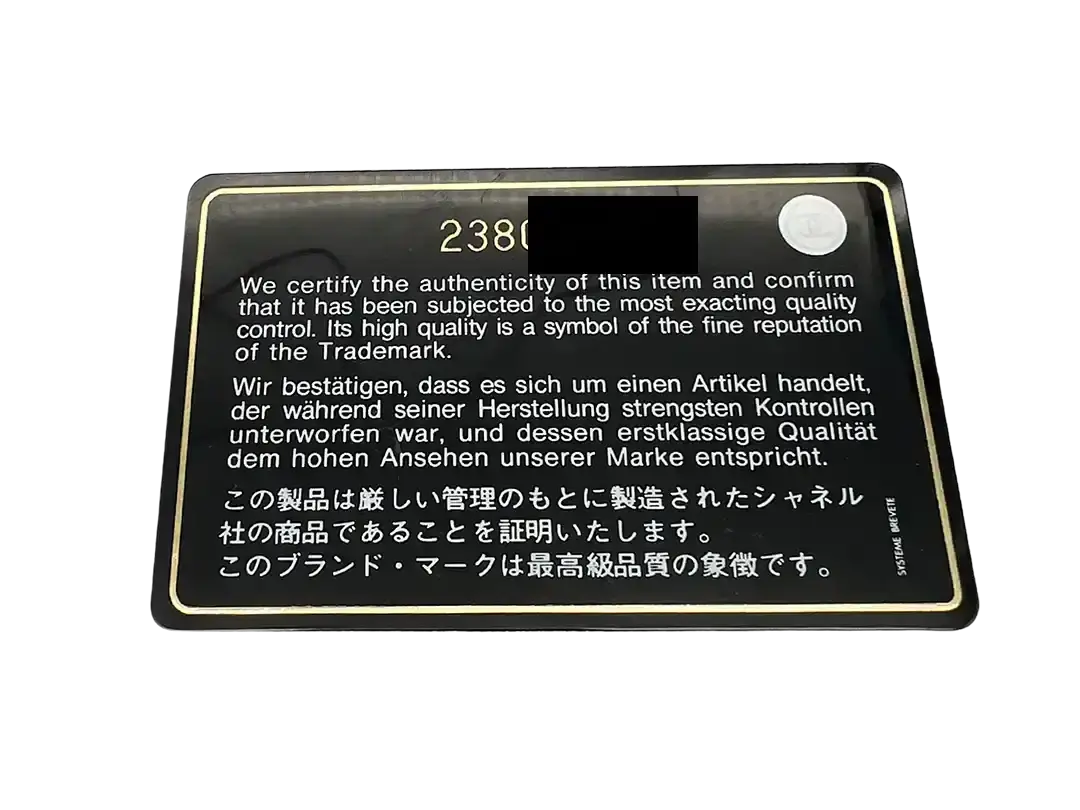 2380
We certify the authenticity of this item and confirm
that it has been subjected to the most exacting quality
control. Its high quality is a symbol of the fine reputation
of the Trademark.
Wir bestätigen, dass es sich um einen Artikel handelt,
der während seiner Herstellung strengsten Kontrollen
unterworfen war, und dessen erstklassige Qualität
dem hohen Ansehen unserer Marke entspricht.
この製品は厳しい管理のもとに製造されたシャネル
社の商品であることを証明いたします。
このブランド・マークは最高級品質の象徴です。
SYSTEME BREVETE